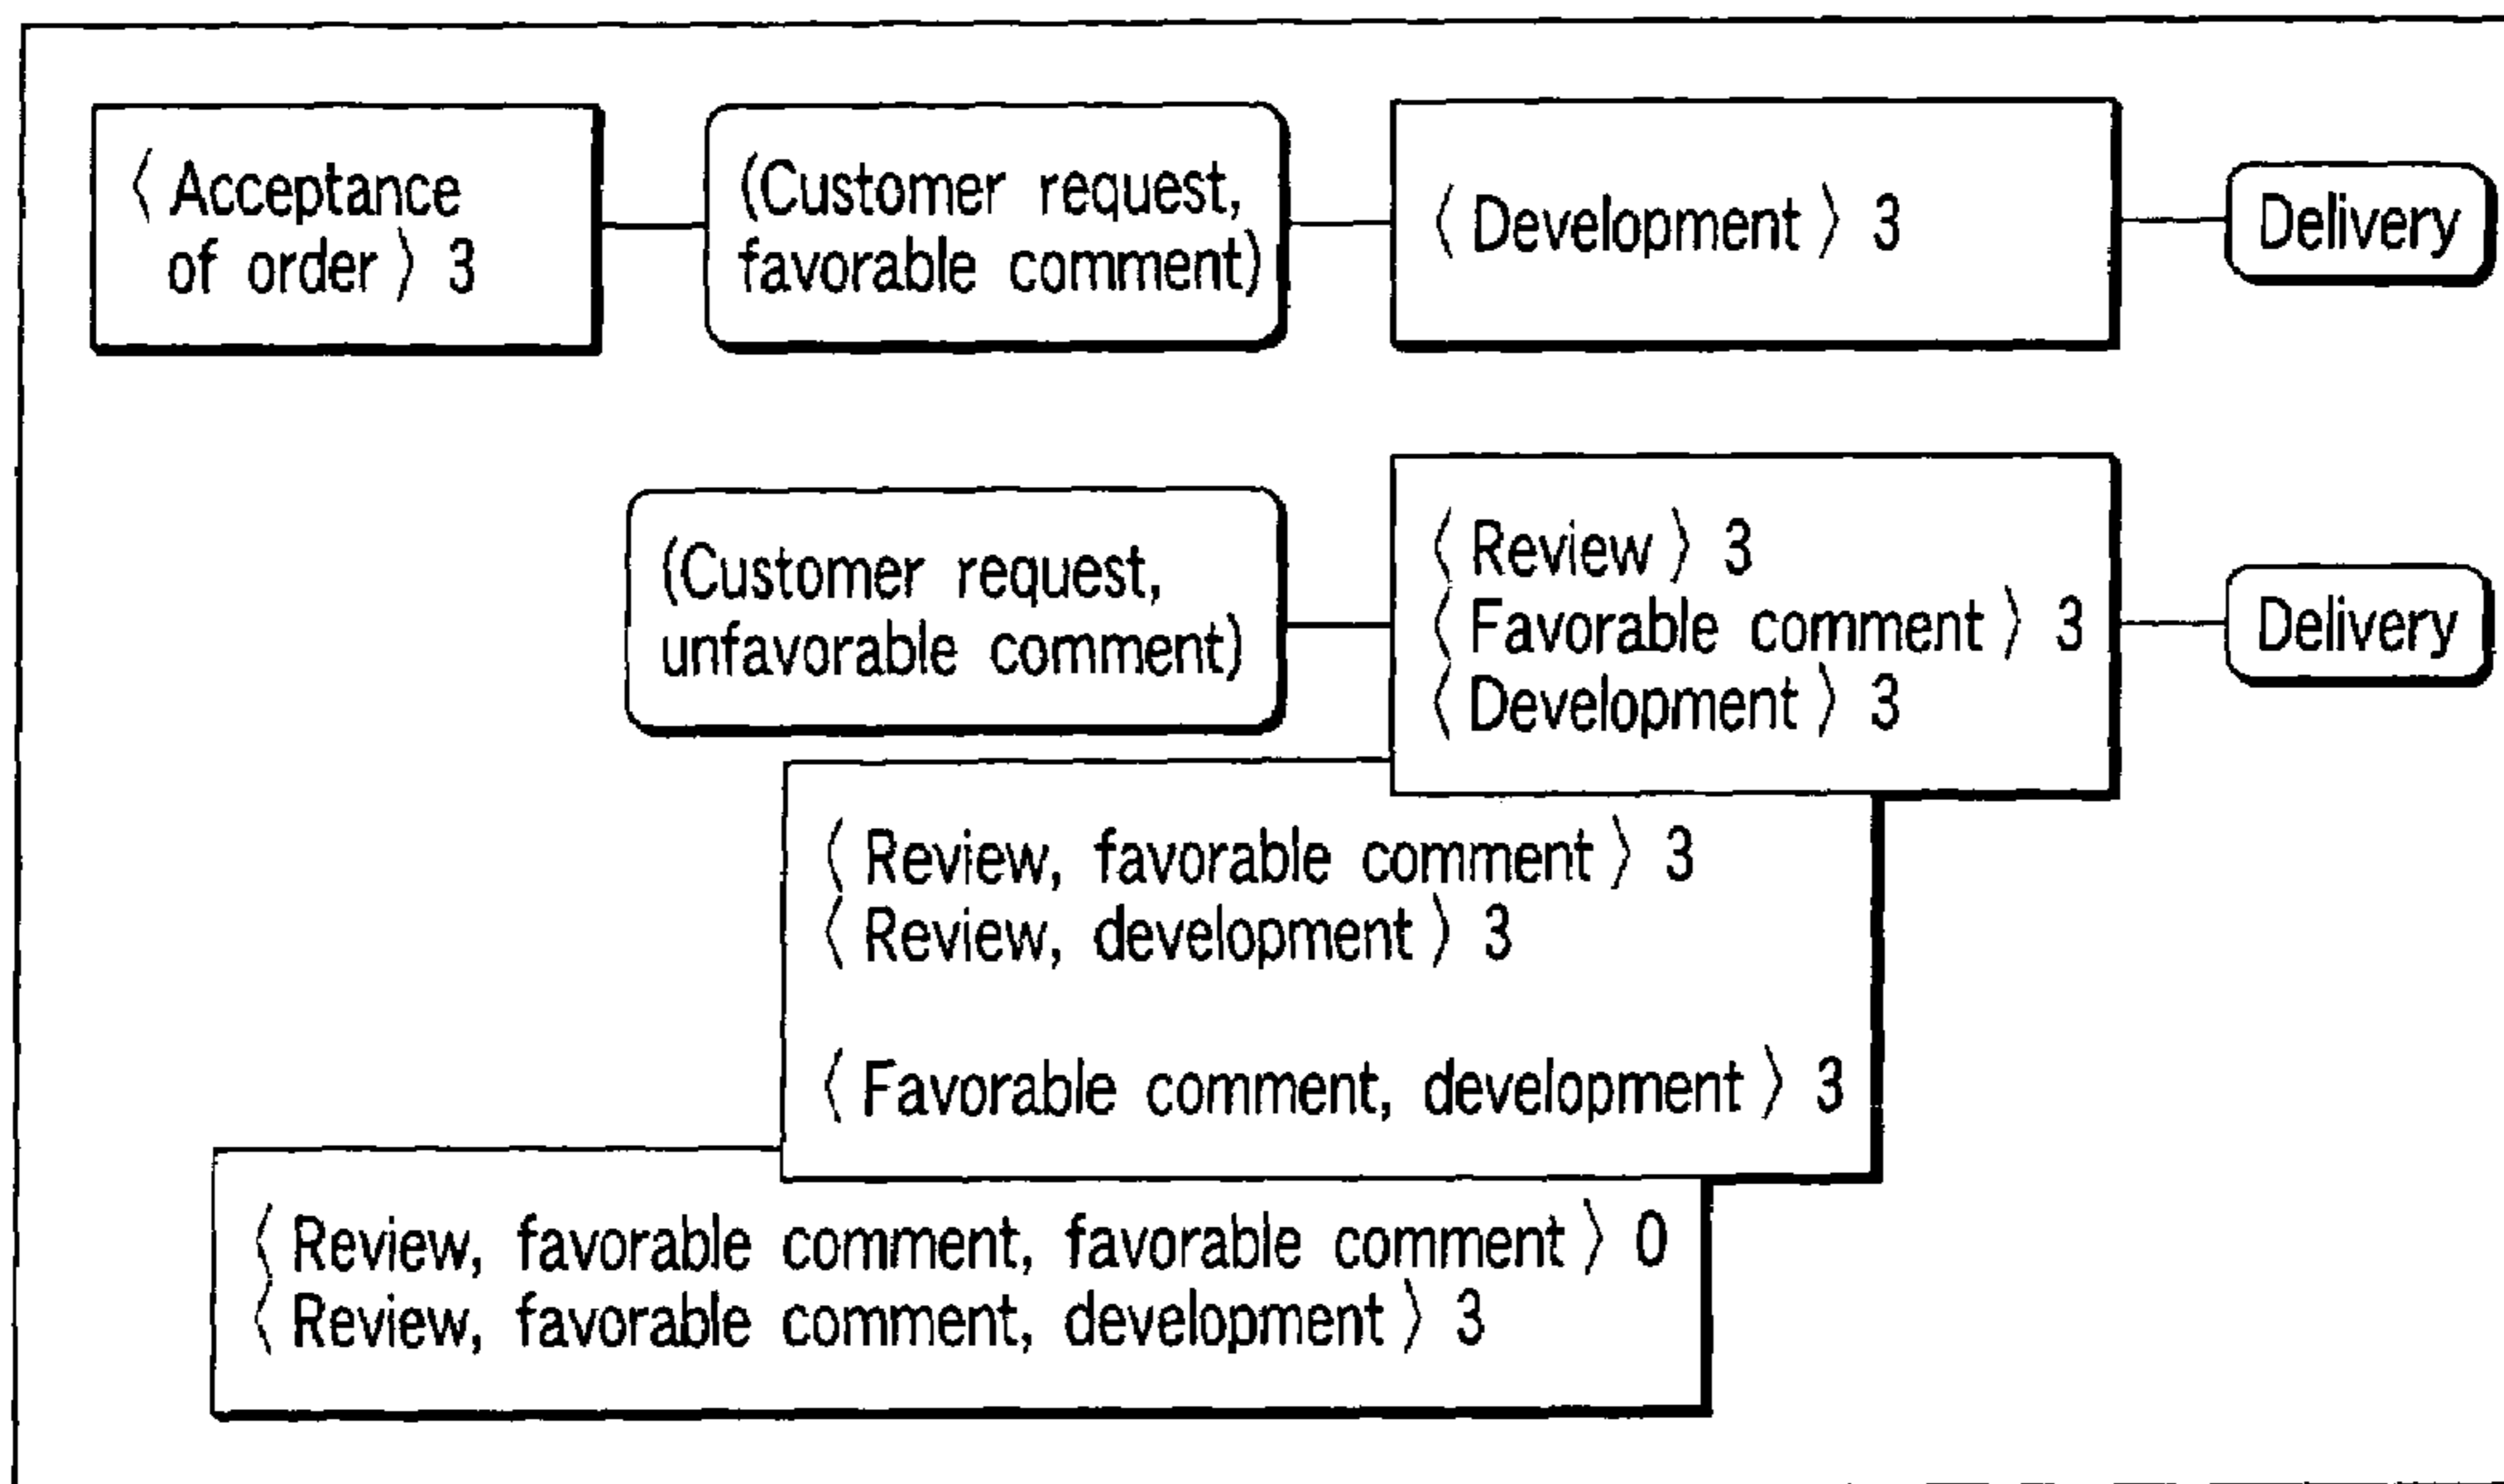 〈 Acceptance
of order 〉 3
(Customer request,
favorable comment)
〈 Development 〉 3
Delivery
(Customer request,
unfavorable comment)
〈 Review 〉 3
〈 Favorable comment 〉 3
〈 Development 〉 3
Delivery
〈 Review, favorable comment 〉 3
〈 Review, development 〉 3
〈 Favorable comment, development 〉 3
〈 Review, favorable comment, favorable comment 〉 0
〈 Review, favorable comment, development 〉 3